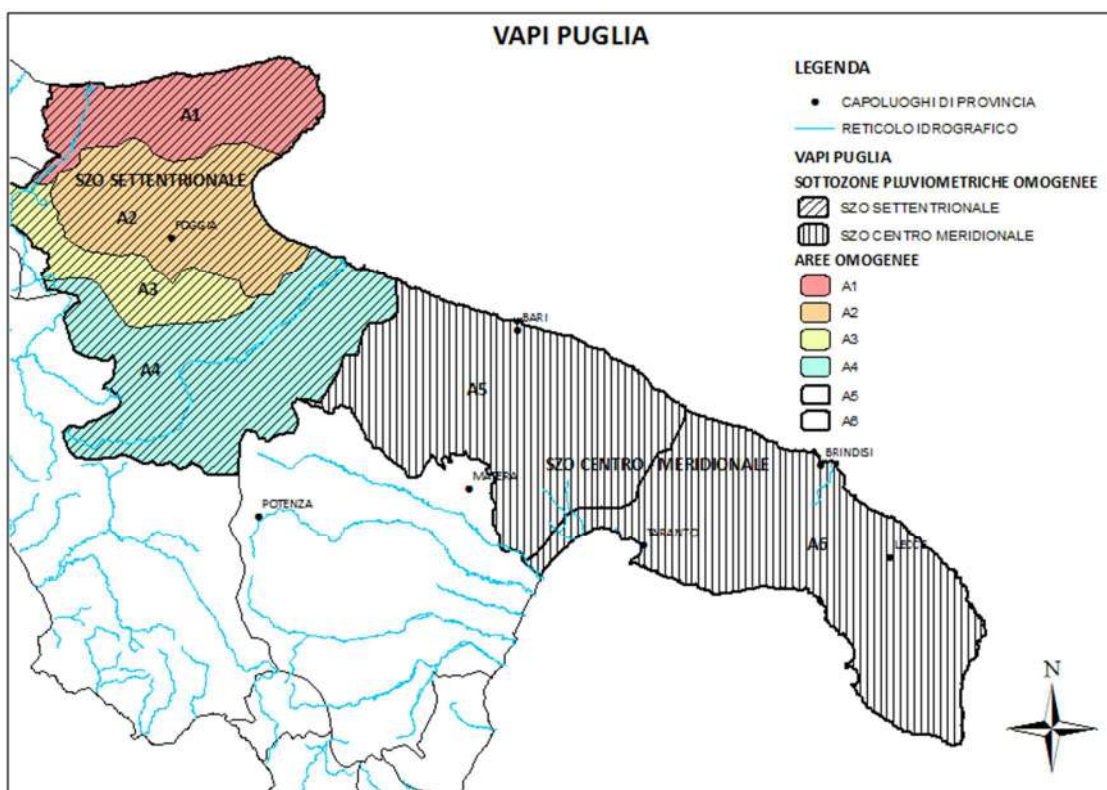 VAPI PUGLIA
LEGENDA
CAPOLUOGHI DI PROVINCIA
RETICOLO IDROGRAFICO
VAPI PUGLIA
SOTTOZONE PLUVIOMETRICHE OMOGENEE
SZO SETTENTRIONALE
SZO CENTRO MERIDIONALE
AREE OMOGENEE
A1
A2
A3
A4
A5
A6
A1
SZO SETTENTRIONALE
A2
FOGGIA
A3
A4
BARI
A5
SZO CENTRO MERIDIONALE
MATERA
POTENZA
TARANTO
BRINDISI
A6
LECCE
N